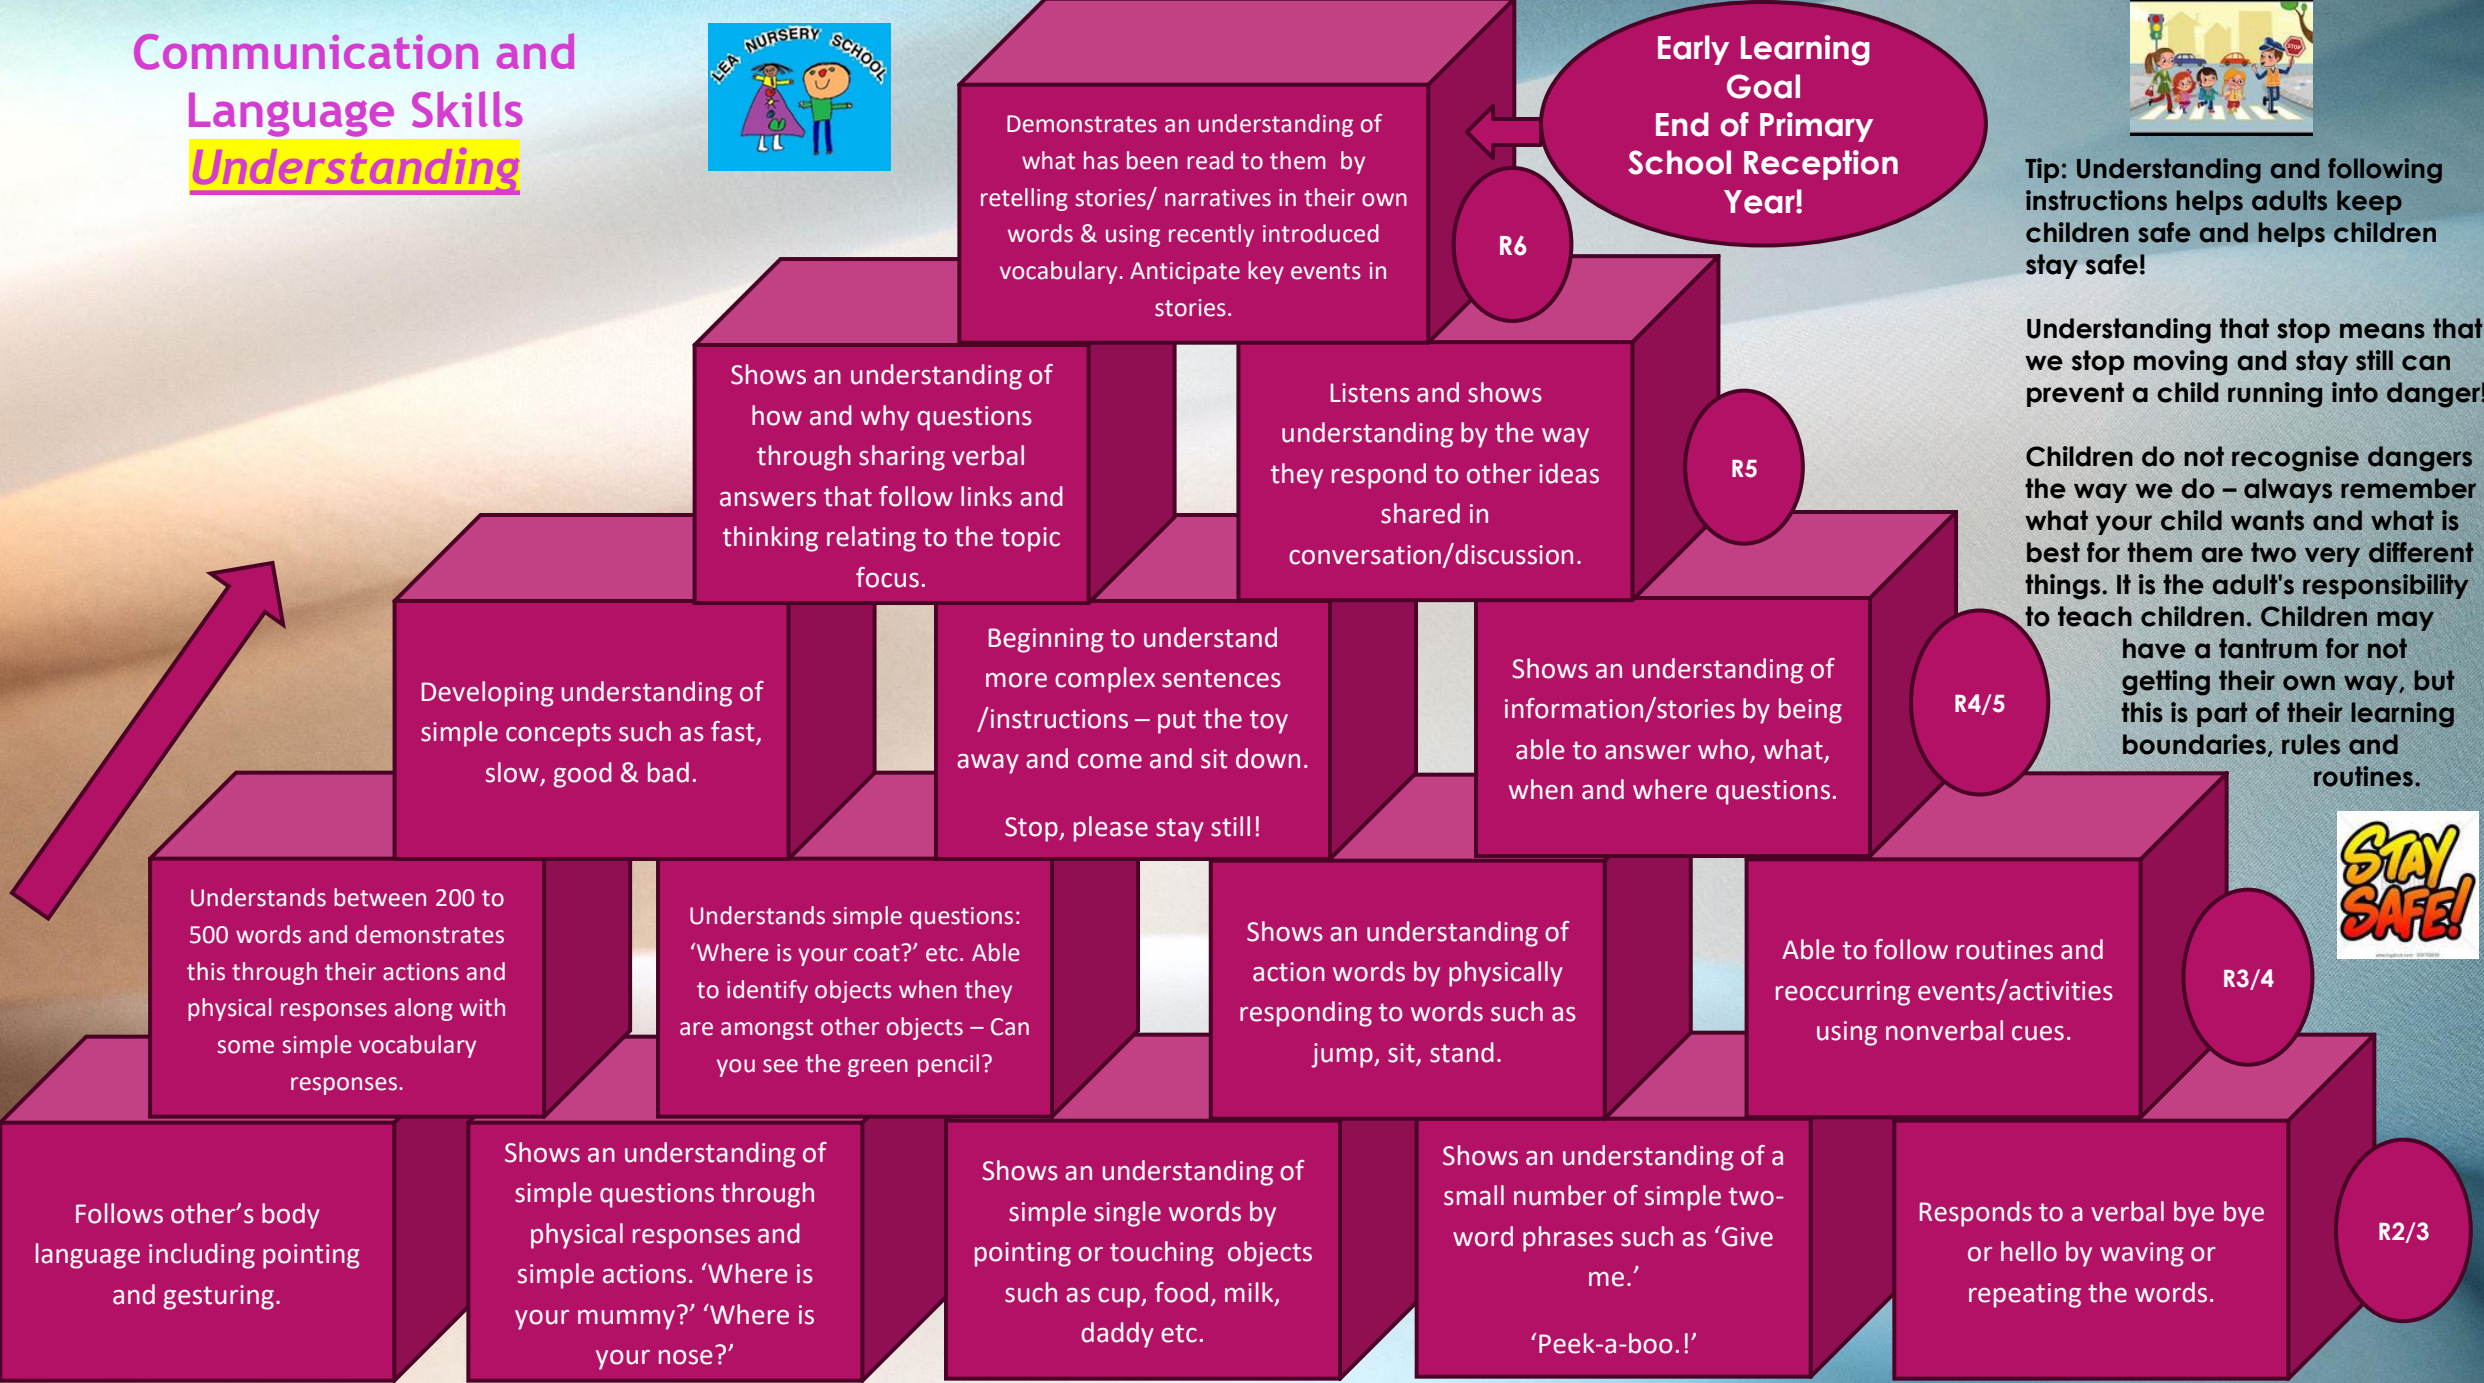 Communication and
Language Skills
Understanding
LEA NURSERY SCHOOL
Early Learning
Goal
End of Primary
School Reception
Year!
STOP
Tip: Understanding and following
instructions helps adults keep
children safe and helps children
stay safe!
Understanding that stop means that
we stop moving and stay still can
prevent a child running into danger!
Children do not recognise dangers
the way we do – always remember
what your child wants and what is
best for them are two very different
things. It is the adult's responsibility
to teach children. Children may
have a tantrum for not
getting their own way, but
this is part of their learning
boundaries, rules and
routines.
STAY
SAFE!
Demonstrates an understanding of
what has been read to them by
retelling stories/ narratives in their own
words & using recently introduced
vocabulary. Anticipate key events in
stories.
R6
Shows an understanding of
how and why questions
through sharing verbal
answers that follow links and
thinking relating to the topic
focus.
Listens and shows
understanding by the way
they respond to other ideas
shared in
conversation/discussion.
R5
Developing understanding of
simple concepts such as fast,
slow, good & bad.
Beginning to understand
more complex sentences
/instructions – put the toy
away and come and sit down.
Stop, please stay still!
Shows an understanding of
information/stories by being
able to answer who, what,
when and where questions.
R4/5
Understands between 200 to
500 words and demonstrates
this through their actions and
physical responses along with
some simple vocabulary
responses.
Understands simple questions:
‘Where is your coat?’ etc. Able
to identify objects when they
are amongst other objects – Can
you see the green pencil?
Shows an understanding of
action words by physically
responding to words such as
jump, sit, stand.
Able to follow routines and
reoccurring events/activities
using nonverbal cues.
R3/4
Follows other’s body
language including pointing
and gesturing.
Shows an understanding of
simple questions through
physical responses and
simple actions. ‘Where is
your mummy?’ ‘Where is
your nose?’
Shows an understanding of
simple single words by
pointing or touching objects
such as cup, food, milk,
daddy etc.
Shows an understanding of a
small number of simple two-
word phrases such as ‘Give
me.’
‘Peek-a-boo.!’
Responds to a verbal bye bye
or hello by waving or
repeating the words.
R2/3